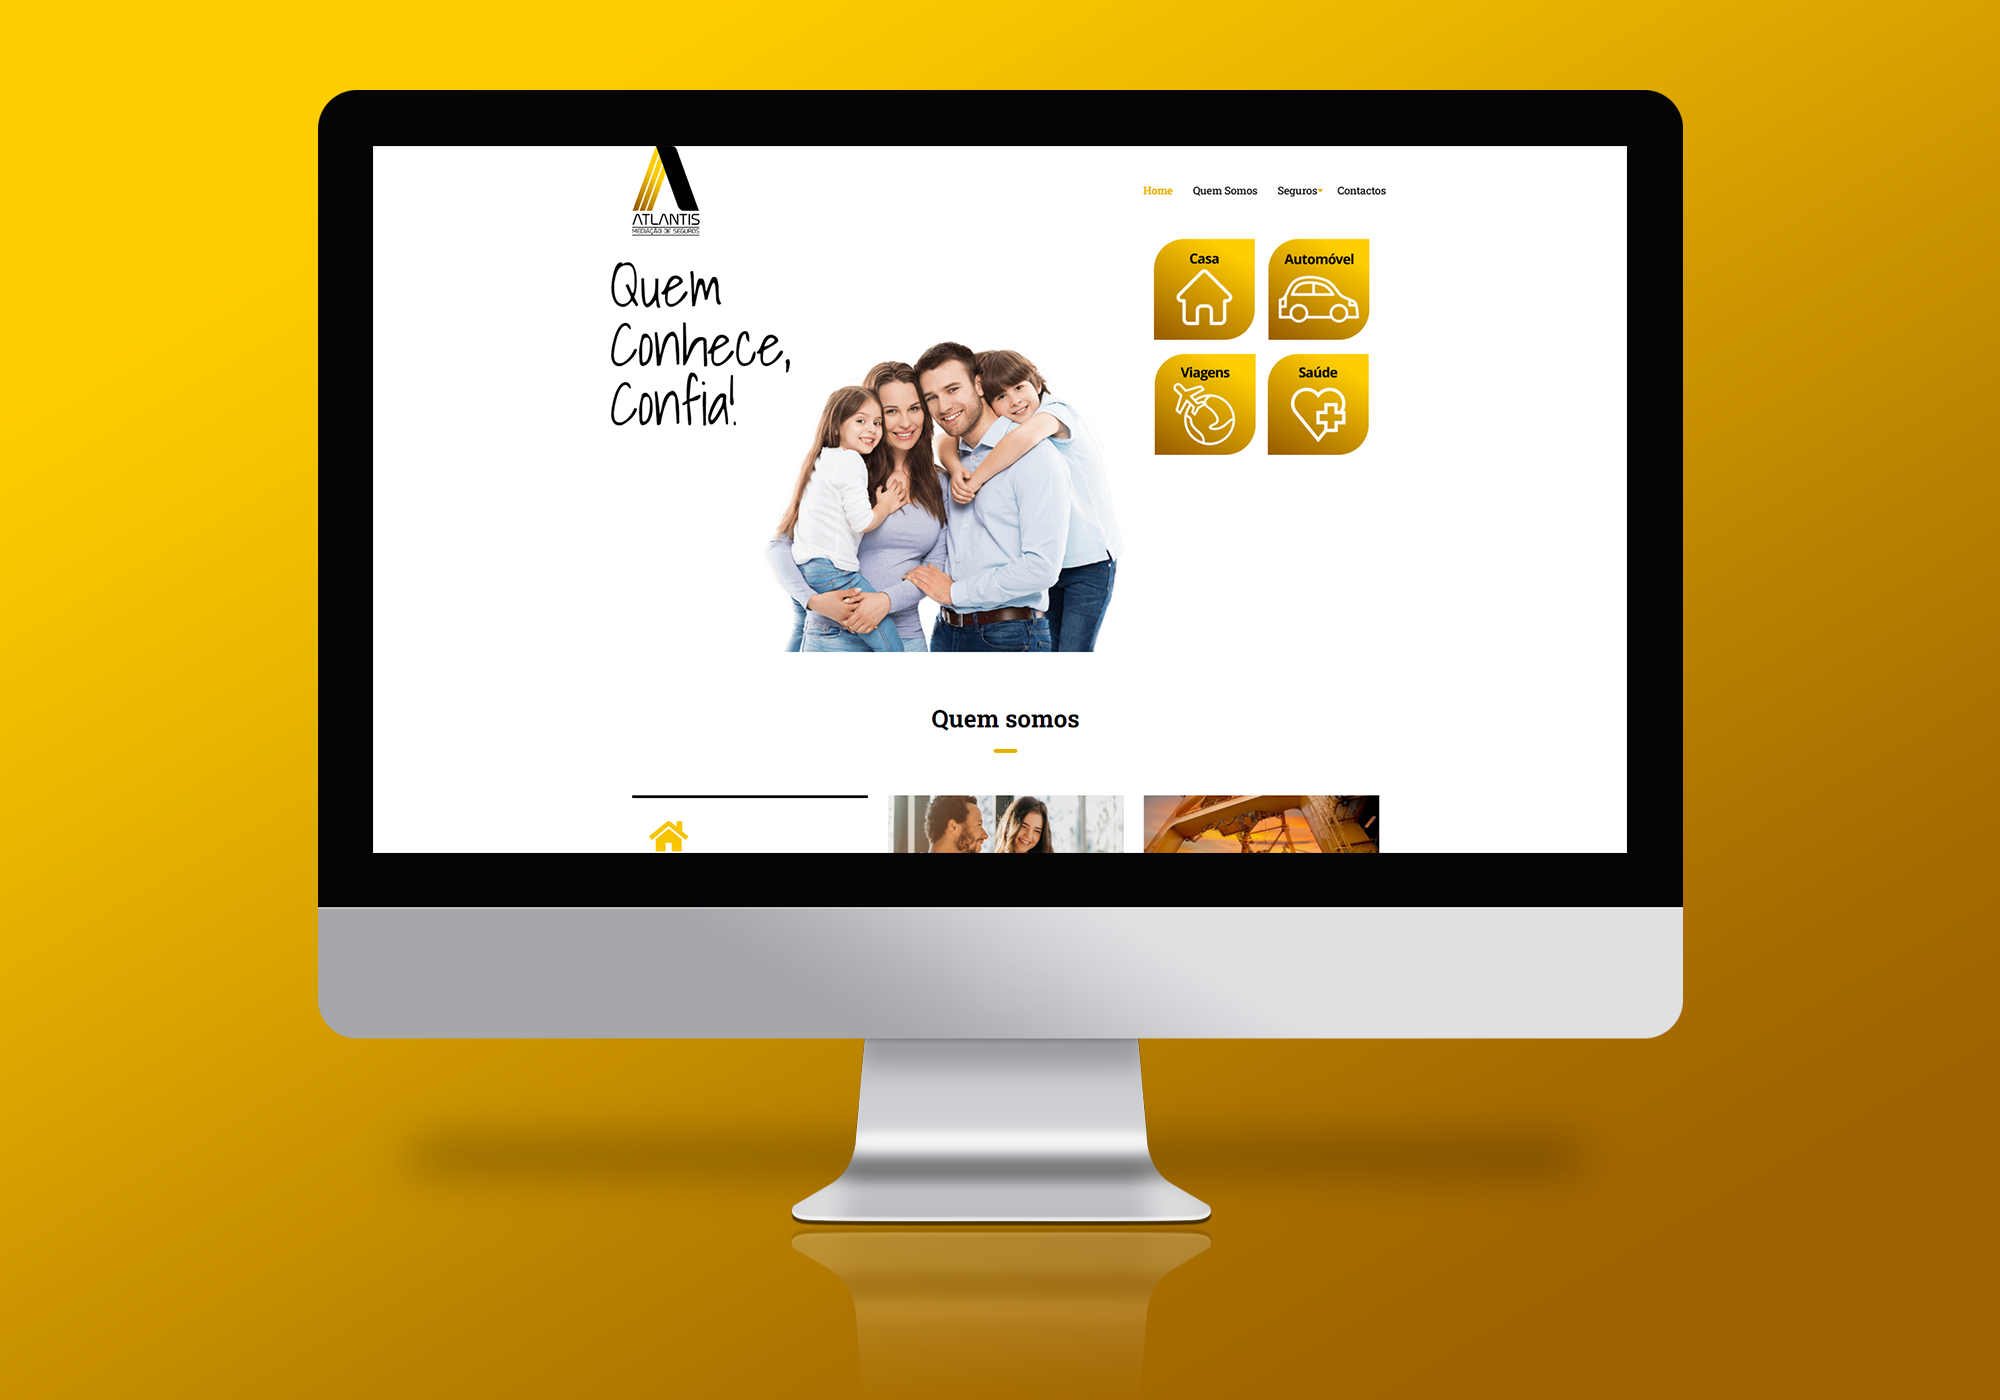 ATLANTIS
MEDIAÇÃO DE SEGUROS
Home Quem Somos Seguros Contactos
Quem
Conhece,
Confia!
Casa
Automóvel
Viagens
Saúde
Quem somos